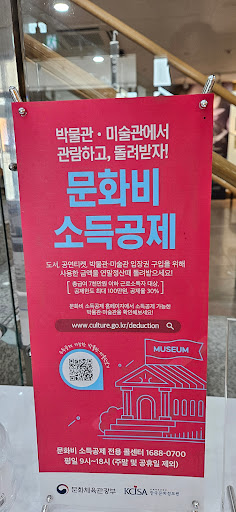 박물관 · 미술관에서
관람하고, 돌려받자!
문화비
소득공제
도서, 공연티켓, 박물관·미술관 입장권 구입을 위해
사용한 금액을 연말정산때 돌려받으세요!
[ 총급여 7천만원 이하 근로소득자 대상,
공제한도 최대 100만원, 공제율 30% ]
문화비 소득공제 홈페이지에서 소득공제 가능한
박물관·미술관을 확인해보세요!
www.culture.go.kr/deduction
MUSEUM
문화비 소득공제 전용 콜센터 1688-0700
평일 9시~18시 (주말 및 공휴일 제외)
문화체육관광부
KCISA
한국문화정보원